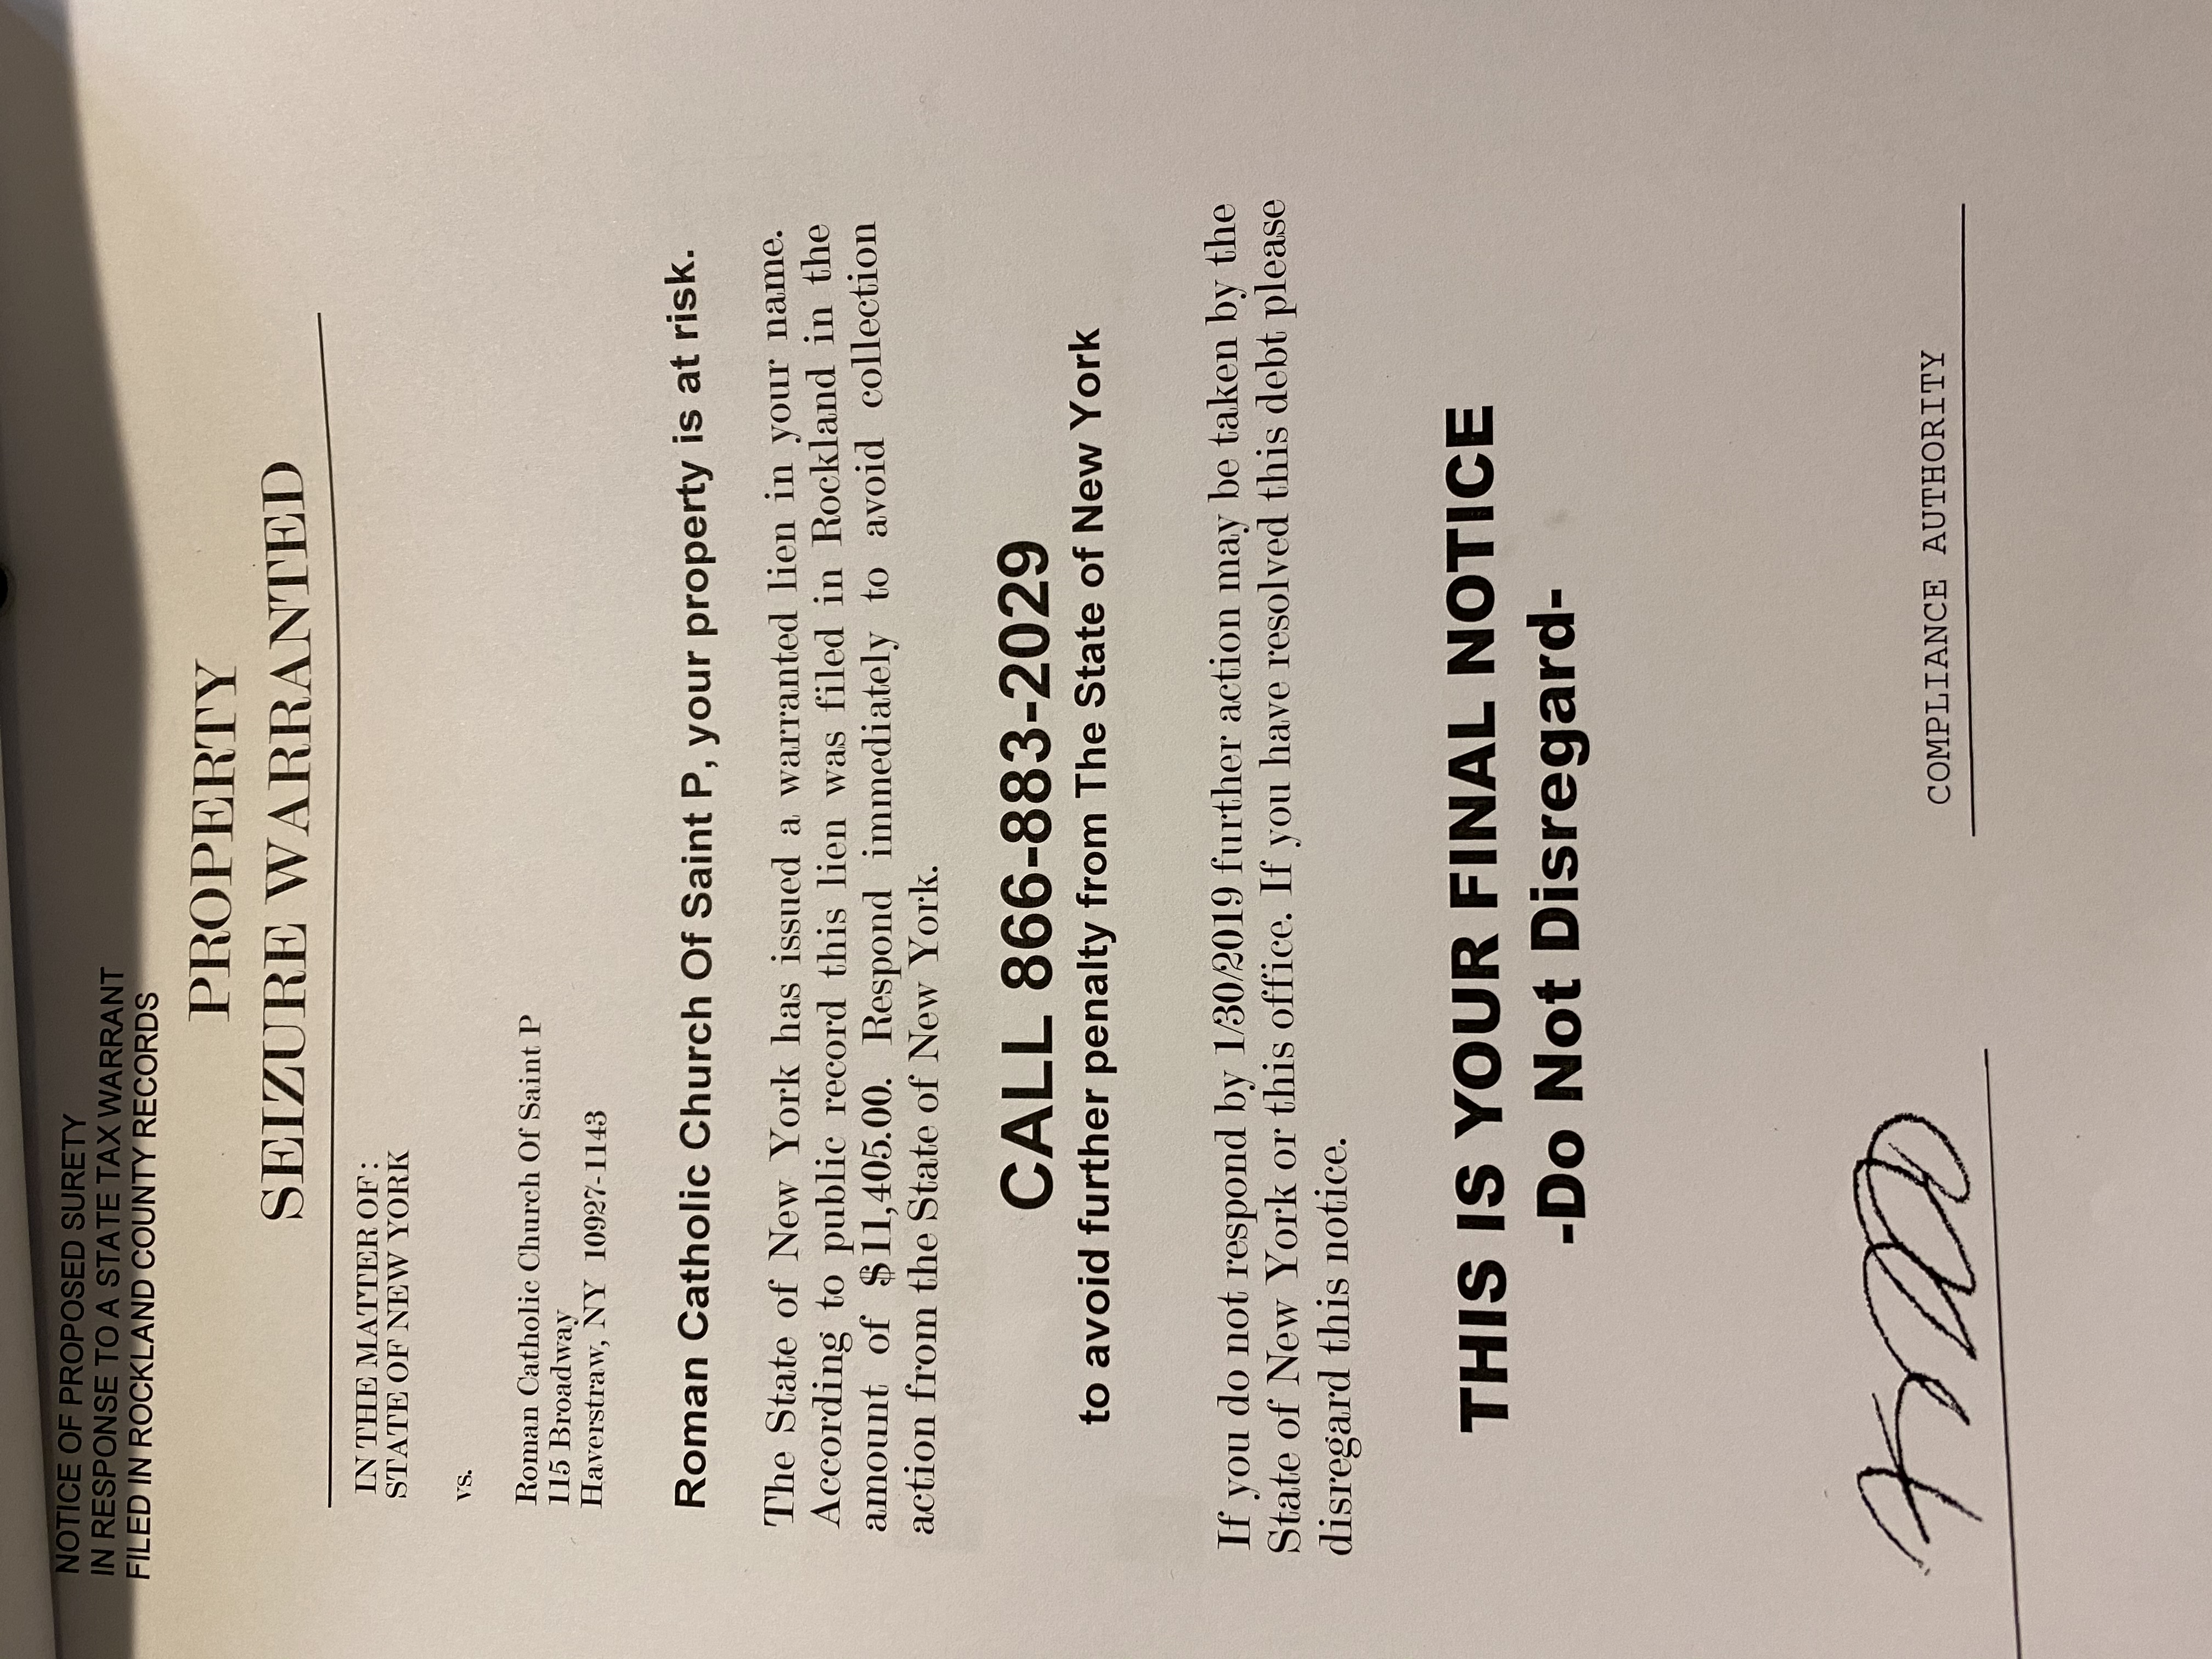 NOTICE OF PROPOSED SURETY
IN RESPONSE TO A STATE TAX WARRANT
FILED IN ROCKLAND COUNTY RECORDS
PROPERTY
SEIZURE WARRANTED
IN THE MATTER OF:
STATE OF NEW YORK
vs.
Roman Catholic Church Of Saint P
115 Broadway
Haverstraw, NY 10927-1143
Roman Catholic Church Of Saint P, your property is at risk.
The State of New York has issued a warranted lien in your name.
According to public record this lien was filed in Rockland in the
amount of $11,405.00. Respond immediately to avoid collection
action from the State of New York.
CALL 866-883-2029
to avoid further penalty from The State of New York
If you do not respond by 1/30/2019 further action may be taken by the
State of New York or this office. If you have resolved this debt please
disregard this notice.
THIS IS YOUR FINAL NOTICE
-Do Not Disregard-
COMPLIANCE AUTHORITY